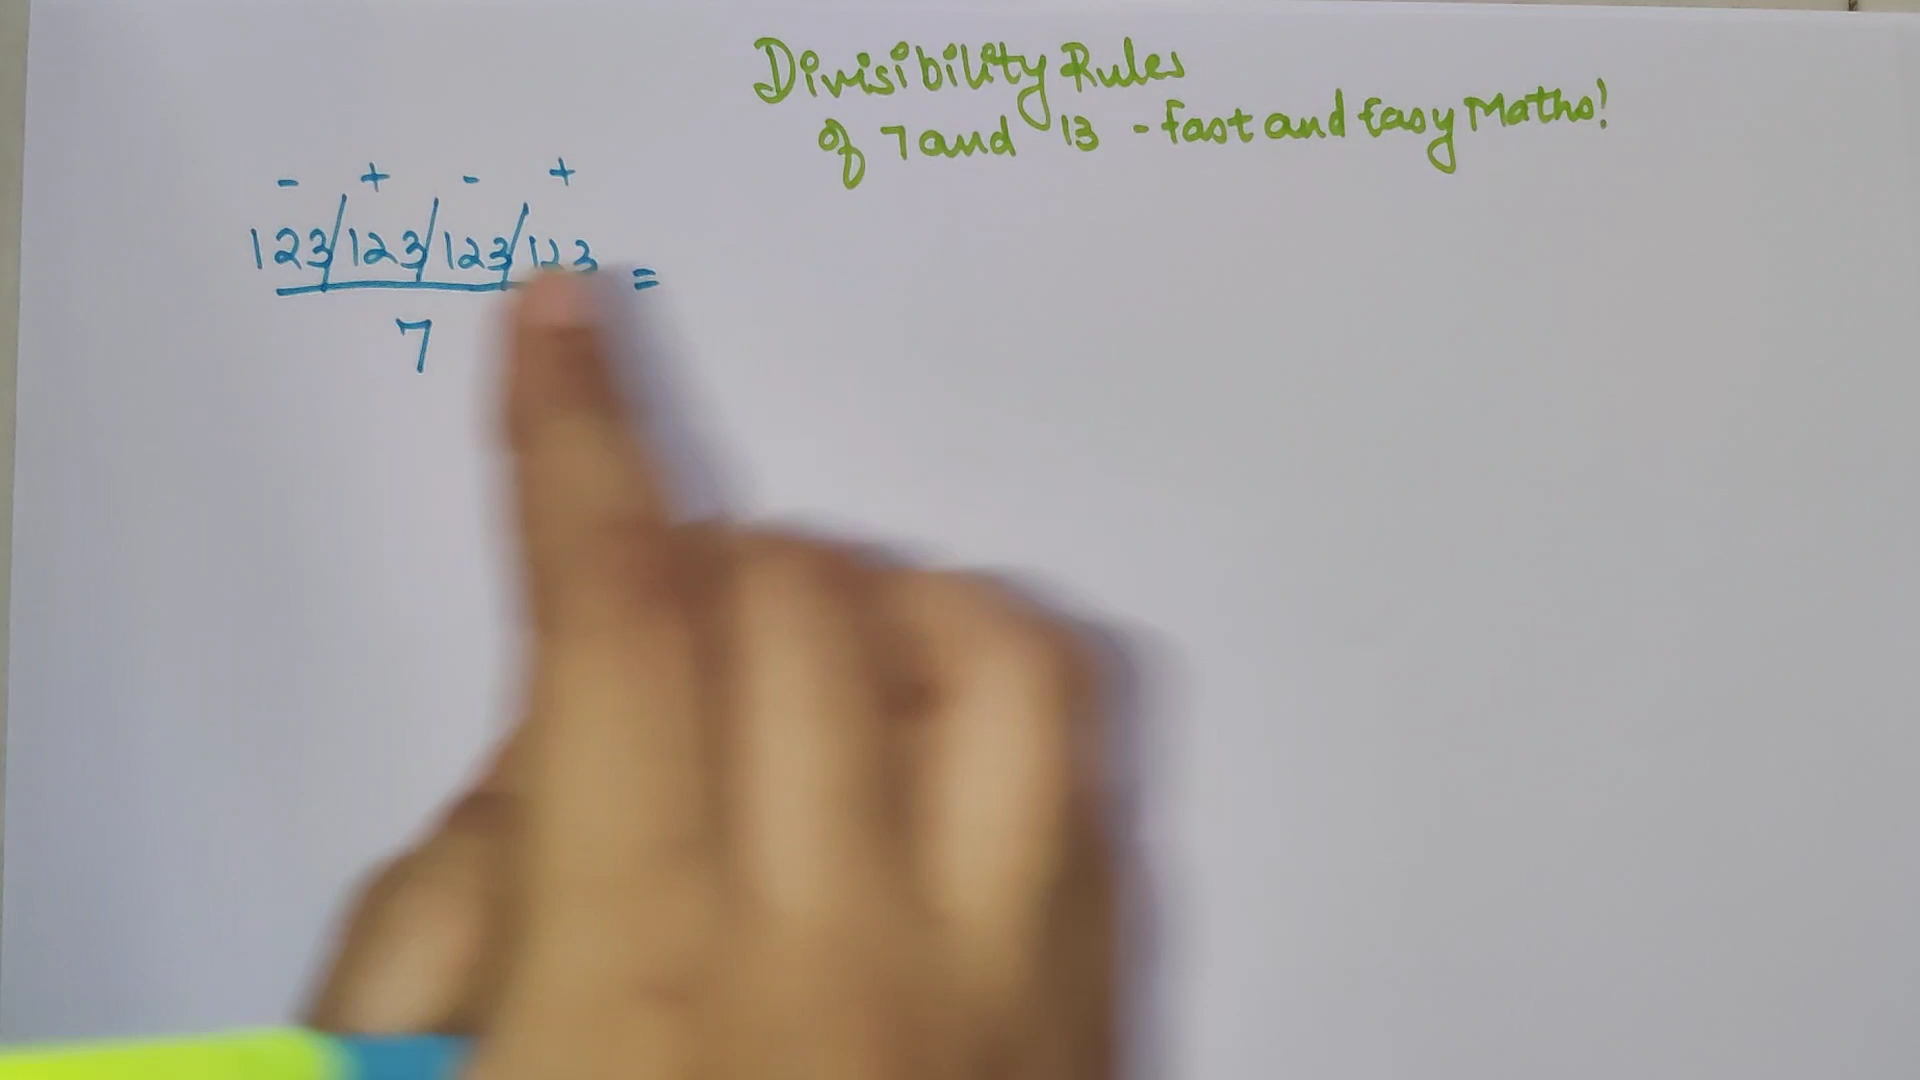 Divisibility Rules
of 7 and 13 - fast and Easy Maths!
- + - +
123/123/123/123 =
7